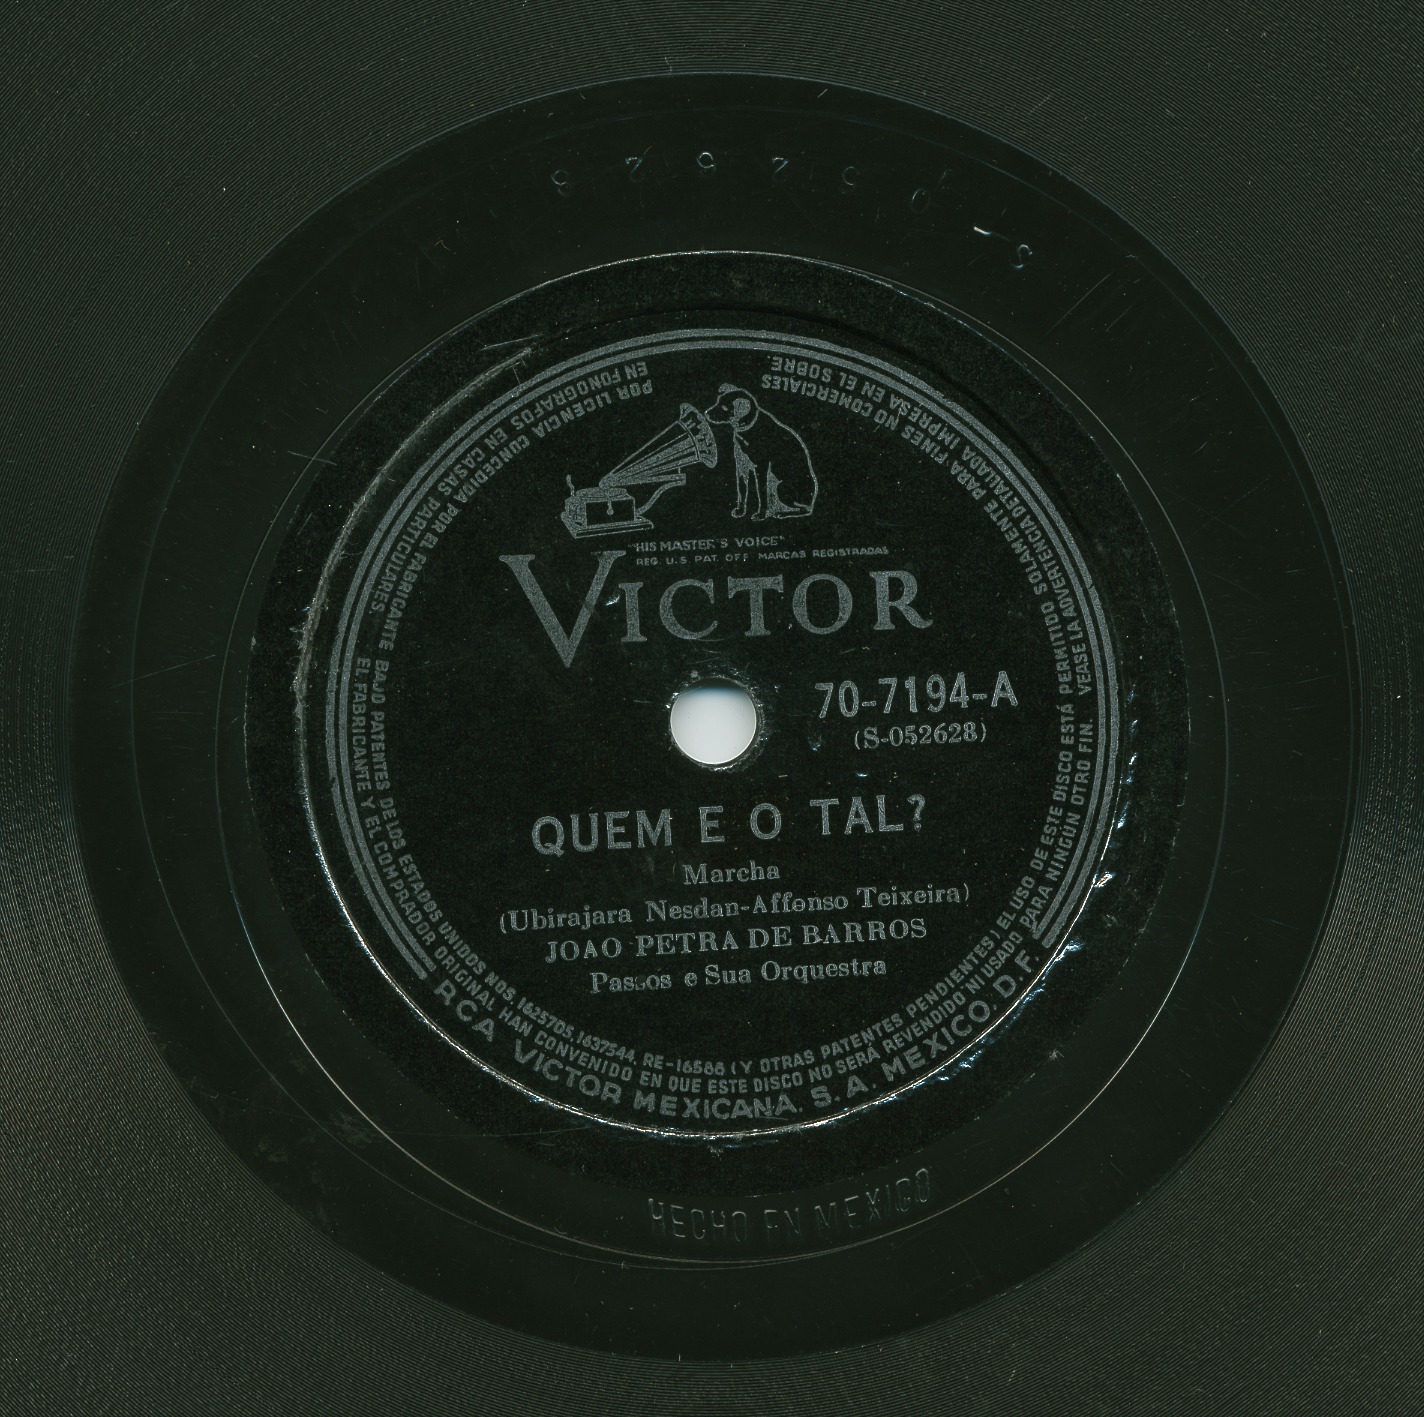 S-052628
"HIS MASTER'S VOICE"
REG. U.S. PAT. OFF. MARCAS REGISTRADAS
VICTOR
70-7194-A
(S-052628)
QUEM E O TAL?
Marcha
(Ubirajara Nesdan-Affonso Teixeira)
JOAO PETRA DE BARROS
Passos e Sua Orquestra
POR LICENCIA CONCEDIDA POR EL FABRICANTE BAJO PATENTES DE LOS ESTADOS UNIDOS NOS. 1625705, 1637544, RE-16588 (Y OTRAS PATENTES PENDIENTES) EL USO DE ESTE DISCO ESTÁ PERMITIDO SOLAMENTE PARA FINES NO COMERCIALES
EN FONOGRAFOS EN CASAS PARTICULARES. EL FABRICANTE Y EL COMPRADOR ORIGINAL HAN CONVENIDO EN QUE ESTE DISCO NO SERA REVENDIDO NI USADO PARA NINGÚN OTRO FIN. VEASE LA ADVERTENCIA DETALLADA IMPRESA EN EL SOBRE.
RCA VICTOR MEXICANA, S. A. MEXICO, D. F.
HECHO EN MEXICO